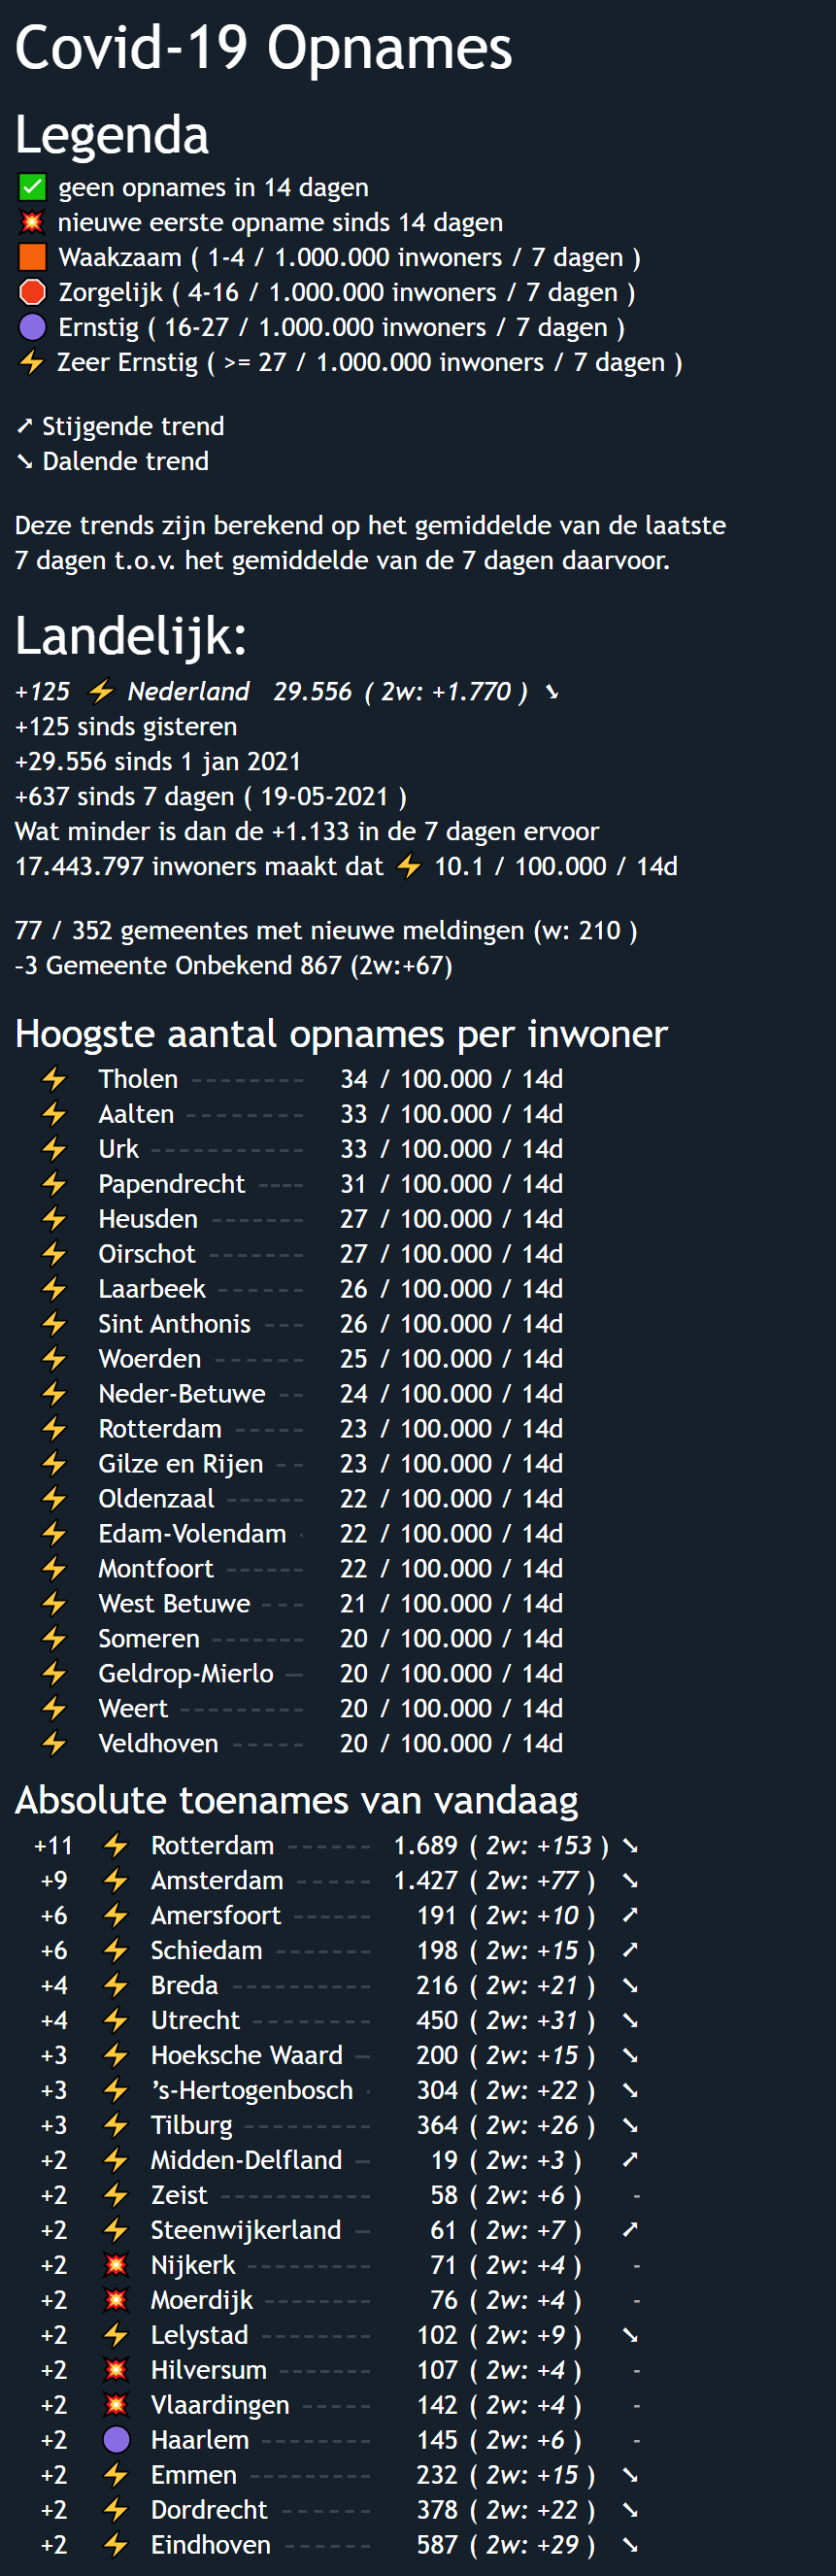 Covid-19 Opnames
Legenda
✅ geen opnames in 14 dagen
💥 nieuwe eerste opname sinds 14 dagen
🟧 Waakzaam ( 1-4 / 1.000.000 inwoners / 7 dagen )
🛑 Zorgelijk ( 4-16 / 1.000.000 inwoners / 7 dagen )
🟣 Ernstig ( 16-27 / 1.000.000 inwoners / 7 dagen )
⚡ Zeer Ernstig ( >= 27 / 1.000.000 inwoners / 7 dagen )
➚ Stijgende trend
➘ Dalende trend
Deze trends zijn berekend op het gemiddelde van de laatste
7 dagen t.o.v. het gemiddelde van de 7 dagen daarvoor.
Landelijk:
+125 ⚡ Nederland 29.556 ( 2w: +1.770 ) ➘
+125 sinds gisteren
+29.556 sinds 1 jan 2021
+637 sinds 7 dagen ( 19-05-2021 )
Wat minder is dan de +1.133 in de 7 dagen ervoor
17.443.797 inwoners maakt dat ⚡ 10.1 / 100.000 / 14d
77 / 352 gemeentes met nieuwe meldingen (w: 210 )
-3 Gemeente Onbekend 867 (2w:+67)
Hoogste aantal opnames per inwoner
⚡ Tholen -------- 34 / 100.000 / 14d
⚡ Aalten -------- 33 / 100.000 / 14d
⚡ Urk ----------- 33 / 100.000 / 14d
⚡ Papendrecht ---- 31 / 100.000 / 14d
⚡ Heusden ------- 27 / 100.000 / 14d
⚡ Oirschot ------- 27 / 100.000 / 14d
⚡ Laarbeek ------ 26 / 100.000 / 14d
⚡ Sint Anthonis --- 26 / 100.000 / 14d
⚡ Woerden ------ 25 / 100.000 / 14d
⚡ Neder-Betuwe -- 24 / 100.000 / 14d
⚡ Rotterdam ----- 23 / 100.000 / 14d
⚡ Gilze en Rijen -- 23 / 100.000 / 14d
⚡ Oldenzaal ------ 22 / 100.000 / 14d
⚡ Edam-Volendam - 22 / 100.000 / 14d
⚡ Montfoort ------ 22 / 100.000 / 14d
⚡ West Betuwe --- 21 / 100.000 / 14d
⚡ Someren ------- 20 / 100.000 / 14d
⚡ Geldrop-Mierlo — 20 / 100.000 / 14d
⚡ Weert --------- 20 / 100.000 / 14d
⚡ Veldhoven ----- 20 / 100.000 / 14d
Absolute toenames van vandaag
+11 ⚡ Rotterdam ------ 1.689 ( 2w: +153 ) ➘
+9 ⚡ Amsterdam ----- 1.427 ( 2w: +77 ) ➘
+6 ⚡ Amersfoort ------ 191 ( 2w: +10 ) ➚
+6 ⚡ Schiedam ------- 198 ( 2w: +15 ) ➚
+4 ⚡ Breda ---------- 216 ( 2w: +21 ) ➘
+4 ⚡ Utrecht -------- 450 ( 2w: +31 ) ➘
+3 ⚡ Hoeksche Waard — 200 ( 2w: +15 ) ➘
+3 ⚡ ’s-Hertogenbosch - 304 ( 2w: +22 ) ➘
+3 ⚡ Tilburg --------- 364 ( 2w: +26 ) ➘
+2 ⚡ Midden-Delfland — 19 ( 2w: +3 ) ➚
+2 ⚡ Zeist ----------- 58 ( 2w: +6 ) -
+2 ⚡ Steenwijkerland — 61 ( 2w: +7 ) ➚
+2 💥 Nijkerk --------- 71 ( 2w: +4 ) -
+2 💥 Moerdijk -------- 76 ( 2w: +4 ) -
+2 ⚡ Lelystad -------- 102 ( 2w: +9 ) ➘
+2 💥 Hilversum ------- 107 ( 2w: +4 ) -
+2 💥 Vlaardingen ----- 142 ( 2w: +4 ) -
+2 🟣 Haarlem -------- 145 ( 2w: +6 ) -
+2 ⚡ Emmen --------- 232 ( 2w: +15 ) ➘
+2 ⚡ Dordrecht ------ 378 ( 2w: +22 ) ➘
+2 ⚡ Eindhoven ------ 587 ( 2w: +29 ) ➘